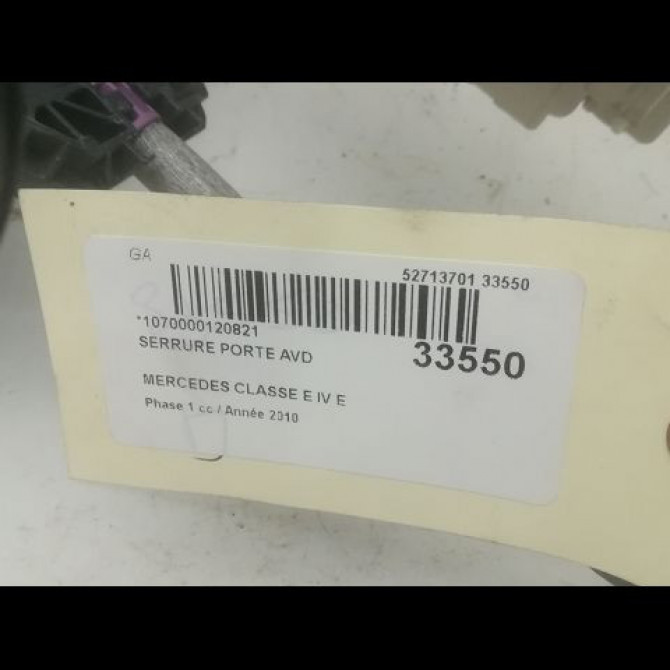 GA
52713701 33550
*1070000120821
33550
SERRURE PORTE AVD
MERCEDES CLASSE E IV E
Phase 1 cc / Année 2010